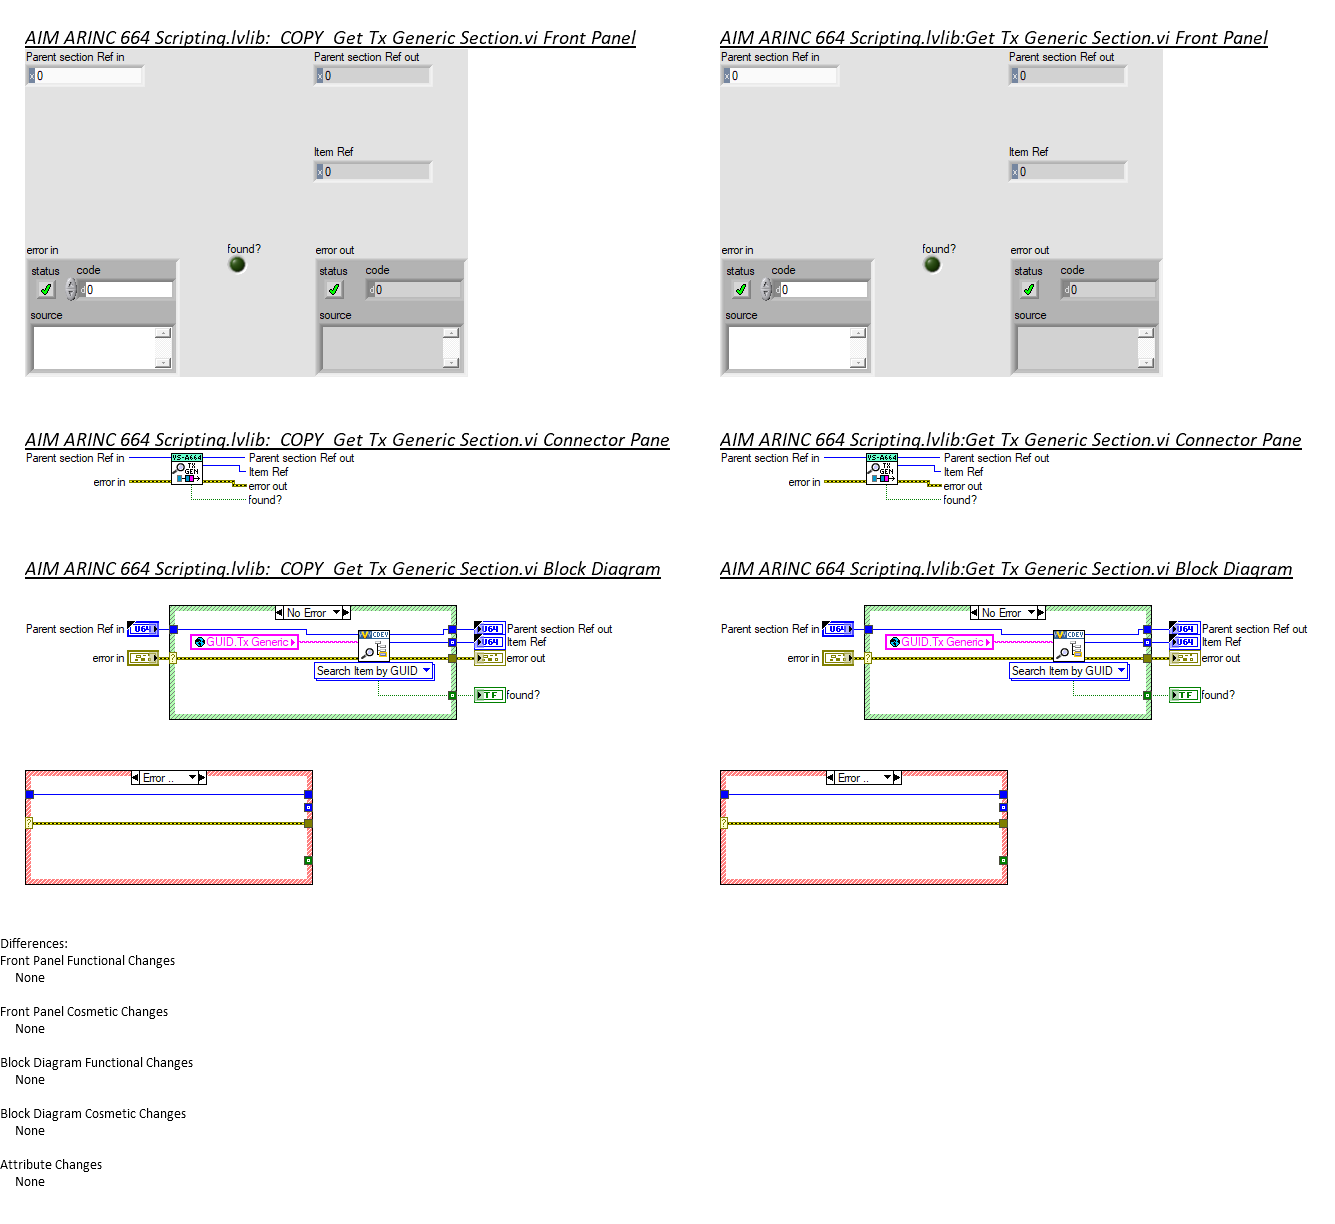 AIM ARINC 664 Scripting.lvlib:_COPY_Get Tx Generic Section.vi Front Panel
Parent section Ref in
Parent section Ref out
x 0
x 0
Item Ref
x 0
error in
found?
error out
status
code
status
code
d 0
d 0
source
source
AIM ARINC 664 Scripting.lvlib:Get Tx Generic Section.vi Front Panel
Parent section Ref in
Parent section Ref out
x 0
x 0
Item Ref
x 0
error in
found?
error out
status
code
status
code
d 0
d 0
source
source
AIM ARINC 664 Scripting.lvlib:_COPY_Get Tx Generic Section.vi Connector Pane
Parent section Ref in
VS-A664
TX
GEN
Parent section Ref out
Item Ref
error in
error out
found?
AIM ARINC 664 Scripting.lvlib:Get Tx Generic Section.vi Connector Pane
Parent section Ref in
VS-A664
TX
GEN
Parent section Ref out
Item Ref
error in
error out
found?
AIM ARINC 664 Scripting.lvlib:_COPY_Get Tx Generic Section.vi Block Diagram
No Error
Parent section Ref in
U64
U64
Parent section Ref out
GUID.Tx Generic
CDEV
U64
Item Ref
error in
?
error out
Search Item by GUID
TF
found?
Error ..
?
AIM ARINC 664 Scripting.lvlib:Get Tx Generic Section.vi Block Diagram
No Error
Parent section Ref in
U64
U64
Parent section Ref out
GUID.Tx Generic
CDEV
U64
Item Ref
error in
?
error out
Search Item by GUID
TF
found?
Error ..
?
Differences:
Front Panel Functional Changes
None
Front Panel Cosmetic Changes
None
Block Diagram Functional Changes
None
Block Diagram Cosmetic Changes
None
Attribute Changes
None